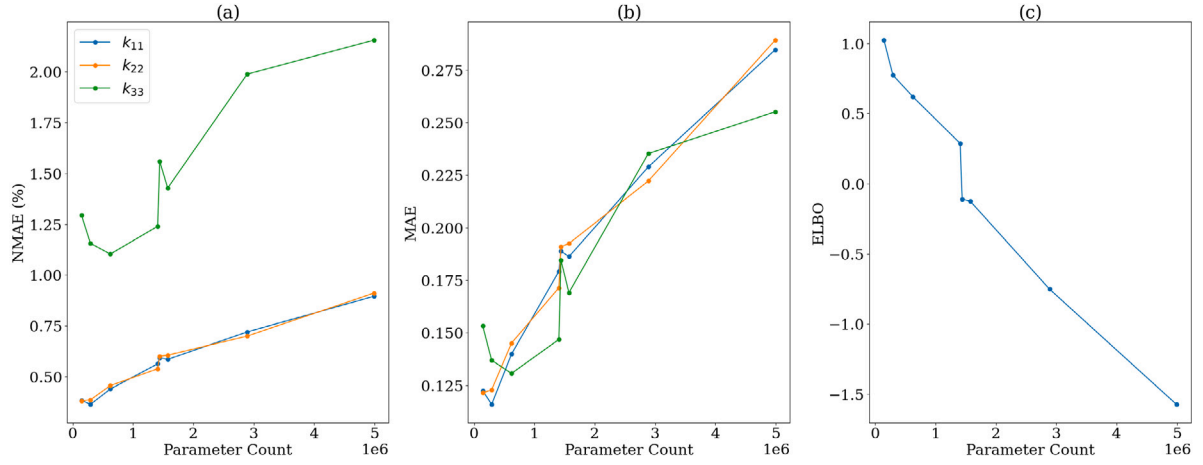 (a)
NMAE (%)
2.00
1.75
1.50
1.25
1.00
0.75
0.50
k11
k22
k33
0 1 2 3 4 5
1e6
Parameter Count
(b)
MAE
0.275
0.250
0.225
0.200
0.175
0.150
0.125
0 1 2 3 4 5
1e6
Parameter Count
(c)
ELBO
1.0
0.5
0.0
−0.5
−1.0
−1.5
0 1 2 3 4 5
1e6
Parameter Count